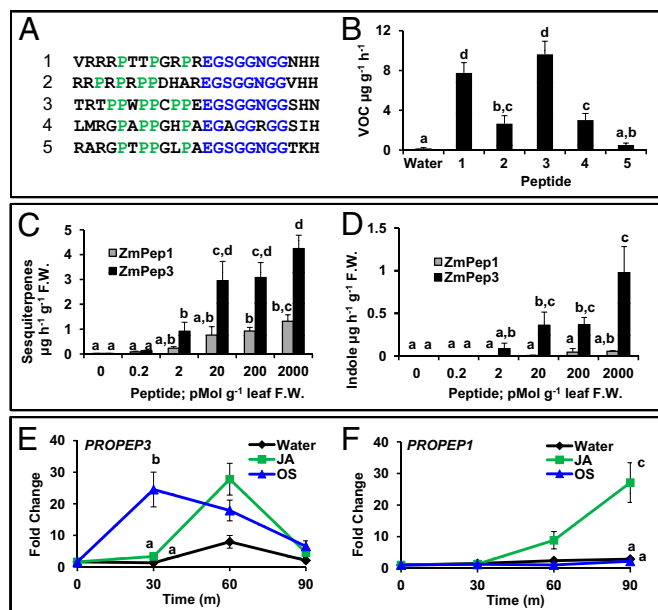 A
1 VRRRPTTPGRPREGSGGNGGNHH
2 RRPRPRPPDHAREGSGGNGGVHH
3 TRTPPWPPCPPEGSGGNGGSHN
4 LMRGPAPPGHPAEGAGGRGGSIH
5 RARGPTPPGLPAEGSGGNGGTKH
B
VOC µg g⁻¹ h⁻¹
12
8
4
0
a
d
b,c
d
c
a,b
Water 1 2 3 4 5
Peptide
C
Sesquiterpenes
µg h⁻¹ g⁻¹ F.W.
5
4
3
2
1
0
ZmPep1
ZmPep3
a a a a a,b c a,b c,d b c,d b,c d
0 0.2 2 20 200 2000
Peptide; pMol g⁻¹ leaf F.W.
D
Indole µg h⁻¹ g⁻¹ F.W.
1.5
1
0.5
0
ZmPep1
ZmPep3
a a a a a a,b a b,c a b,c a,b c
0 0.2 2 20 200 2000
Peptide; pMol g⁻¹ leaf F.W.
E
PROPEP3
Water
JA
OS
Fold Change
40
30
20
10
0
b
a
a
0 30 60 90
Time (m)
F
PROPEP1
Water
JA
OS
Fold Change
40
30
20
10
0
c
a
a
0 30 60 90
Time (m)